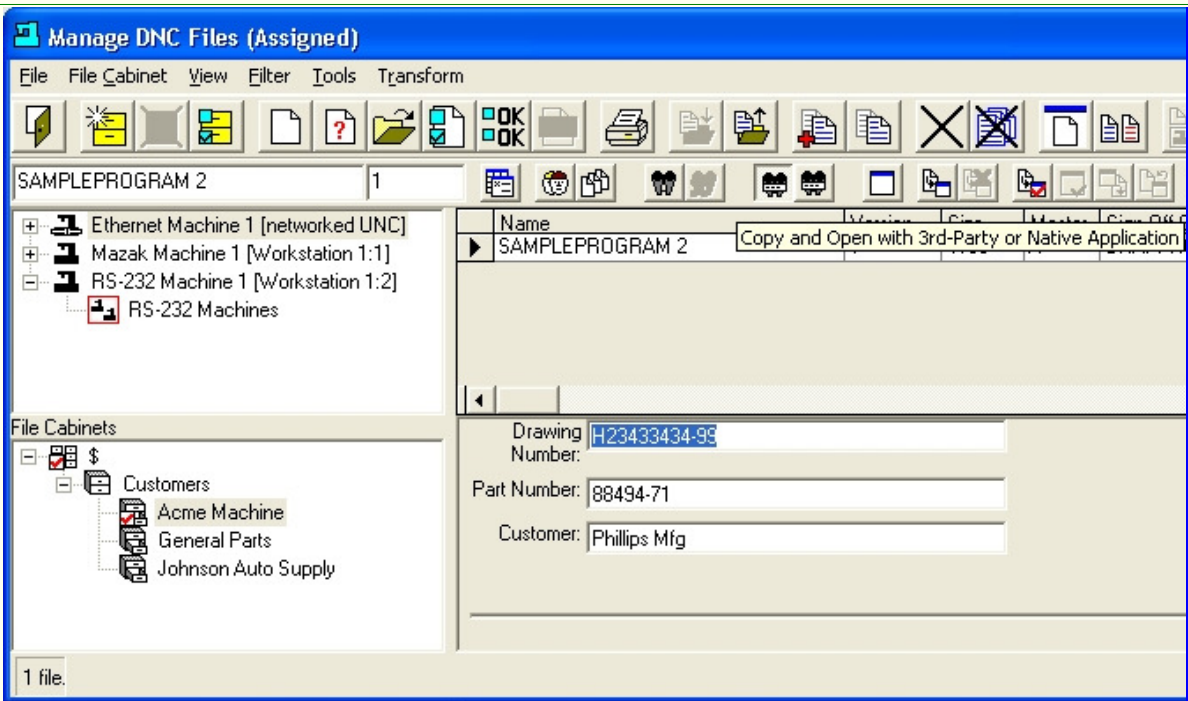 Manage DNC Files (Assigned)
File File Cabinet View Filter Tools Transform
? OK
OK
SAMPLEPROGRAM 2 1
Ethernet Machine 1 [networked UNC]
Mazak Machine 1 [Workstation 1:1]
RS-232 Machine 1 [Workstation 1:2]
RS-232 Machines
Name
SAMPLEPROGRAM 2
Copy and Open with 3rd-Party or Native Application
File Cabinets
$
Customers
Acme Machine
General Parts
Johnson Auto Supply
Drawing
Number: H23433434-99
Part Number: 88494-71
Customer: Phillips Mfg
1 file.